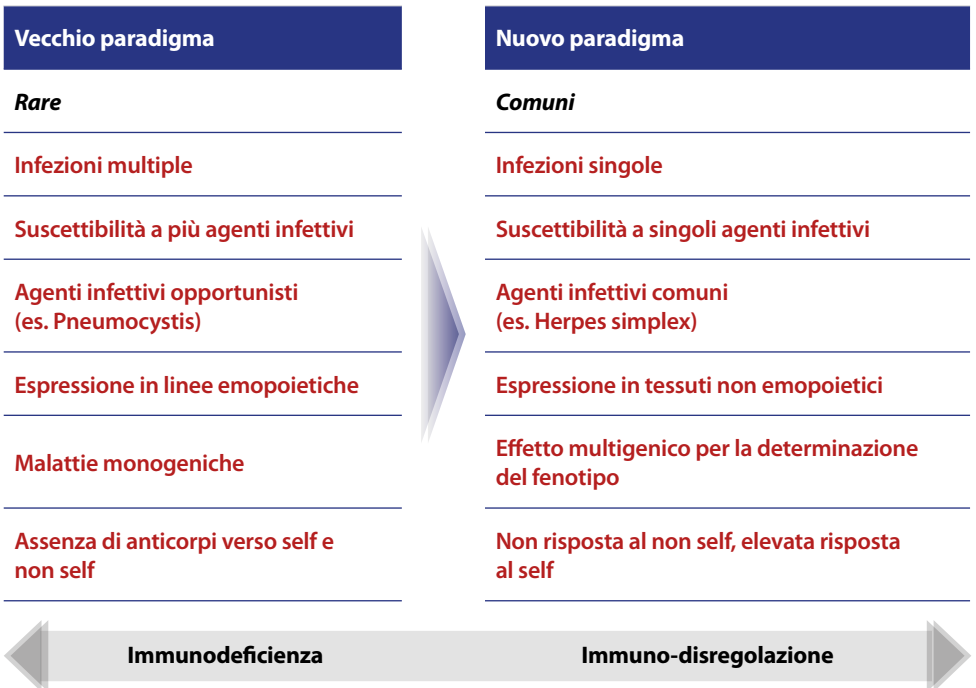 Vecchio paradigma
Nuovo paradigma
Rare
Comuni
Infezioni multiple
Infezioni singole
Suscettibilità a più agenti infettivi
Suscettibilità a singoli agenti infettivi
Agenti infettivi opportunisti
(es. Pneumocystis)
Agenti infettivi comuni
(es. Herpes simplex)
Espressione in linee emopoietiche
Espressione in tessuti non emopoietici
Malattie monogeniche
Effetto multigenico per la determinazione
del fenotipo
Assenza di anticorpi verso self e
non self
Non risposta al non self, elevata risposta
al self
Immunodeficienza
Immuno-disregolazione